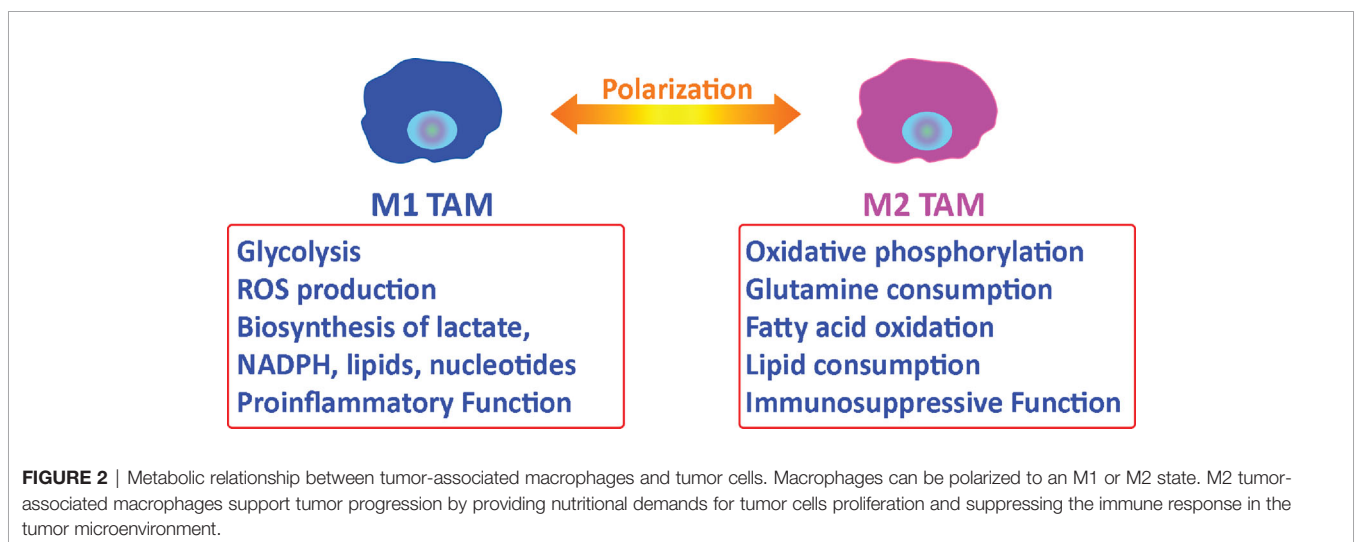 Polarization
M1 TAM
Glycolysis
ROS production
Biosynthesis of lactate,
NADPH, lipids, nucleotides
Proinflammatory Function
M2 TAM
Oxidative phosphorylation
Glutamine consumption
Fatty acid oxidation
Lipid consumption
Immunosuppressive Function
FIGURE 2 | Metabolic relationship between tumor-associated macrophages and tumor cells. Macrophages can be polarized to an M1 or M2 state. M2 tumor-
associated macrophages support tumor progression by providing nutritional demands for tumor cells proliferation and suppressing the immune response in the
tumor microenvironment.